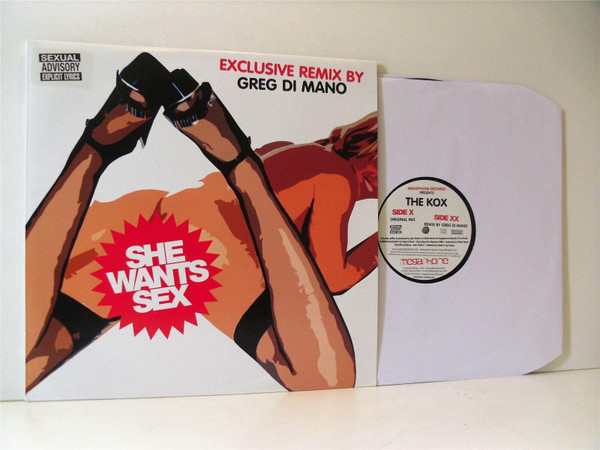 SEXUAL
ADVISORY
EXPLICIT LYRICS
EXCLUSIVE REMIX BY
GREG DI MANO
SHE
WANTS
SEX
MEGAPHONE RECORDS
PRESENTS
THE KOX
SIDE X
ORIGINAL MIX
SIDE XX
REMIX BY GREG DI MANO
megaphone